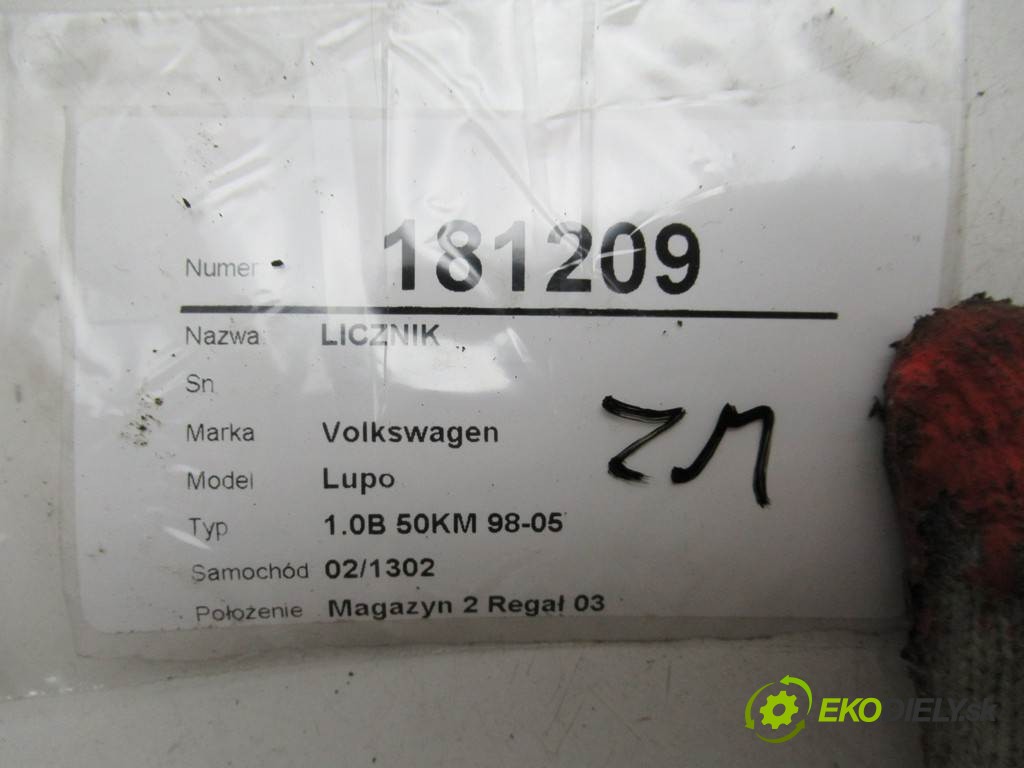 Numer 181209
Nazwa LICZNIK
Sn
Marka Volkswagen
Model Lupo
Typ 1.0B 50KM 98-05
Samochód 02/1302
Położenie Magazyn 2 Regał 03
ZM
EKODIELY.sk